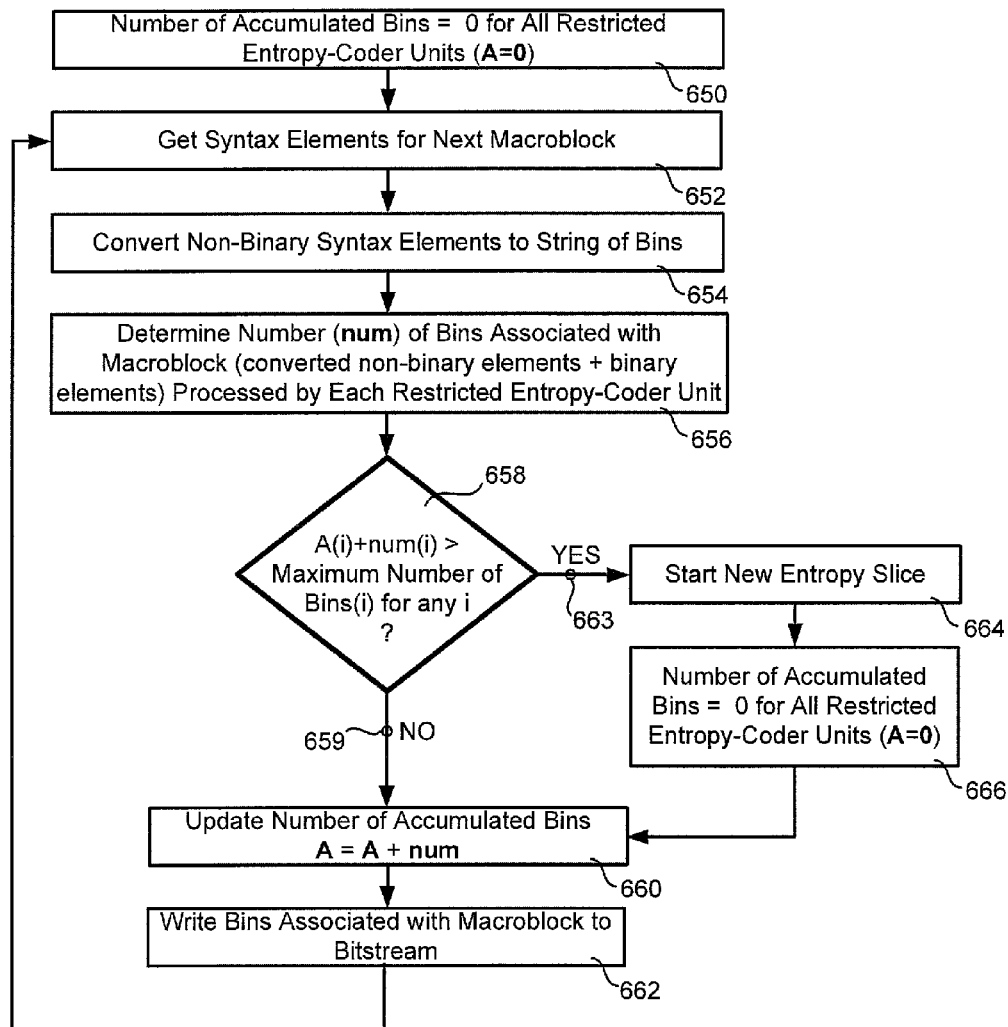 Number of Accumulated Bins = 0 for All Restricted
Entropy-Coder Units (A=0)
650
Get Syntax Elements for Next Macroblock
652
Convert Non-Binary Syntax Elements to String of Bins
654
Determine Number (num) of Bins Associated with
Macroblock (converted non-binary elements + binary
elements) Processed by Each Restricted Entropy-Coder Unit
656
658
A(i)+num(i) >
Maximum Number of
Bins(i) for any i
?
YES
663
Start New Entropy Slice
664
Number of Accumulated
Bins = 0 for All Restricted
Entropy-Coder Units (A=0)
666
659
NO
Update Number of Accumulated Bins
A = A + num
660
Write Bins Associated with Macroblock to
Bitstream
662